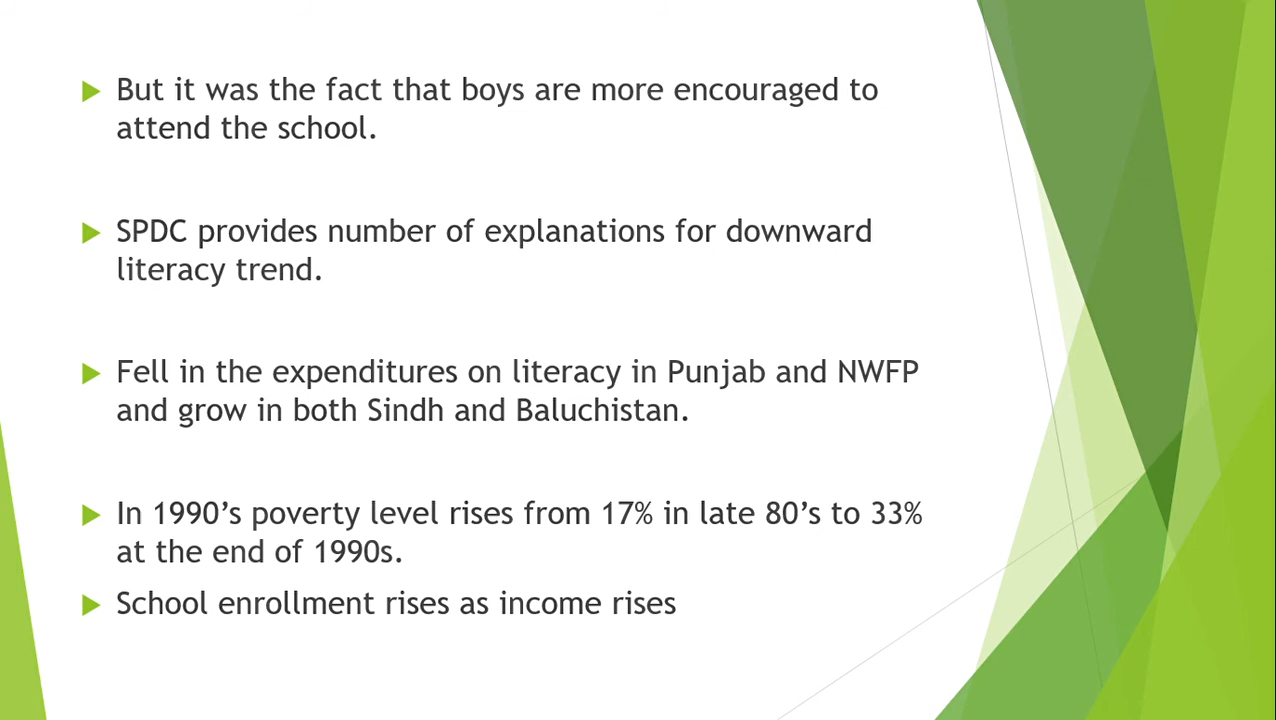 But it was the fact that boys are more encouraged to
attend the school.
SPDC provides number of explanations for downward
literacy trend.
Fell in the expenditures on literacy in Punjab and NWFP
and grow in both Sindh and Baluchistan.
In 1990’s poverty level rises from 17% in late 80’s to 33%
at the end of 1990s.
School enrollment rises as income rises